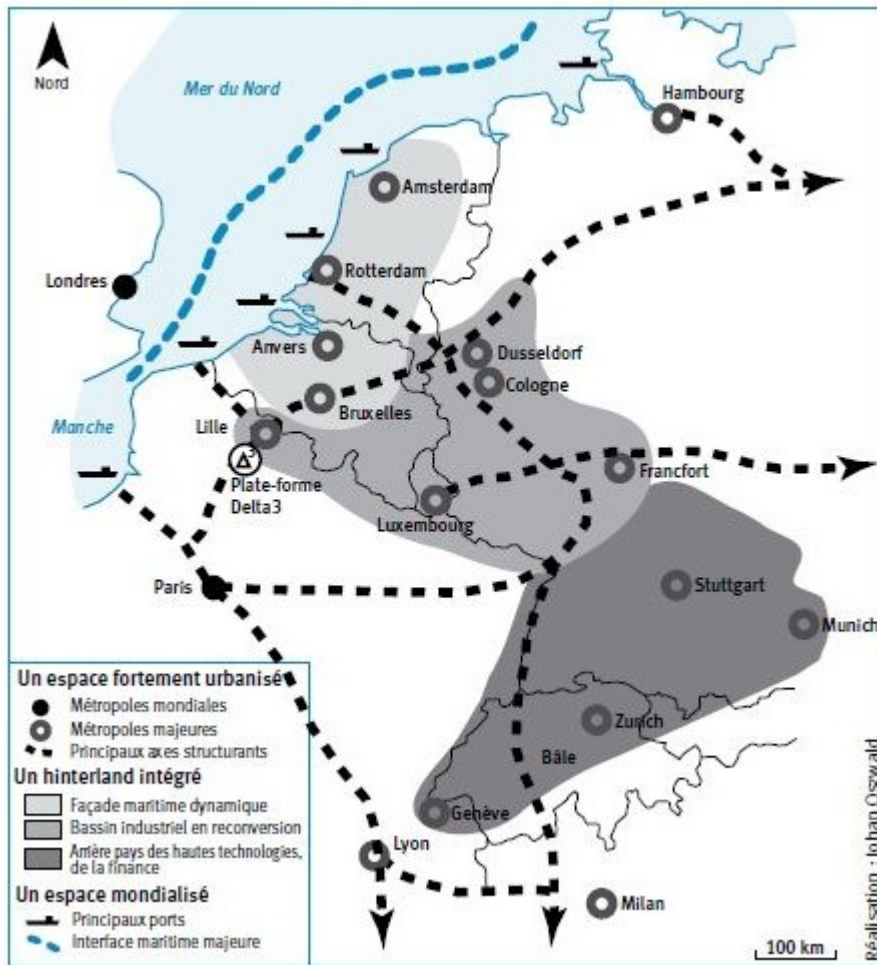 Nord
Mer du Nord
Hambourg
Amsterdam
Londres
Rotterdam
Anvers
Dusseldorf
Cologne
Bruxelles
Manche
Lille
Plate-forme
Delta3
3
Francfort
Luxembourg
Paris
Stuttgart
Munich
Zurich
Bâle
Genève
Lyon
Milan
Un espace fortement urbanisé
Métropoles mondiales
Métropoles majeures
Principaux axes structurants
Un hinterland intégré
Façade maritime dynamique
Bassin industriel en reconversion
Arrière pays des hautes technologies,
de la finance
Un espace mondialisé
Principaux ports
Interface maritime majeure
100 km
Réalisation : Johan Oszwald